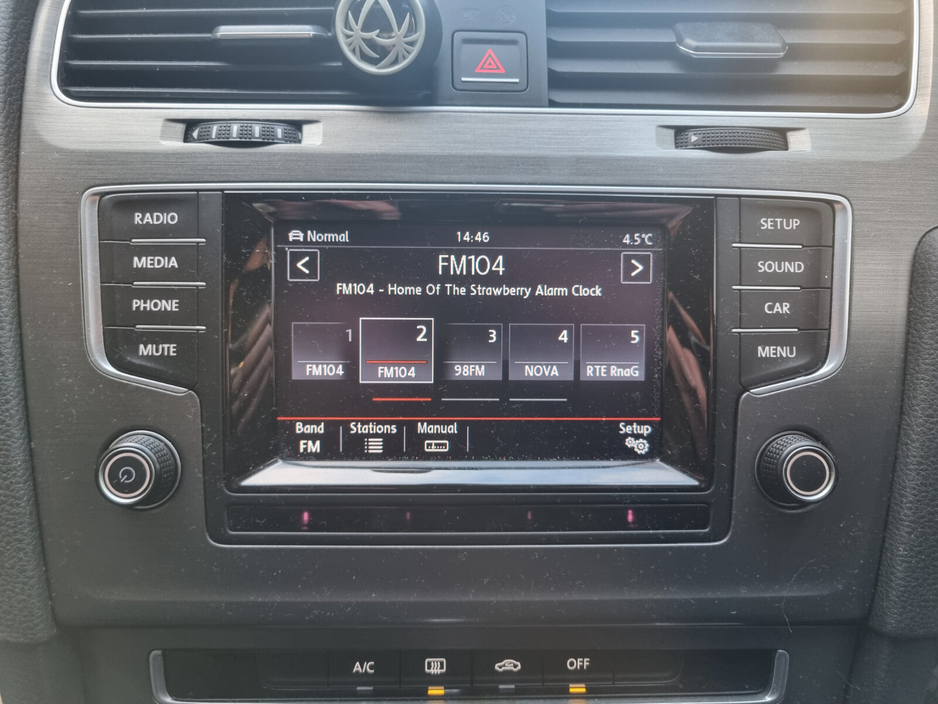 RADIO
MEDIA
PHONE
MUTE
Normal 14:46 4.5°C
< FM104 >
FM104 - Home Of The Strawberry Alarm Clock
1 2 3 4 5
FM104 FM104 98FM NOVA RTE RnaG
Band Stations Manual Setup
FM
SETUP
SOUND
CAR
MENU
A/C OFF